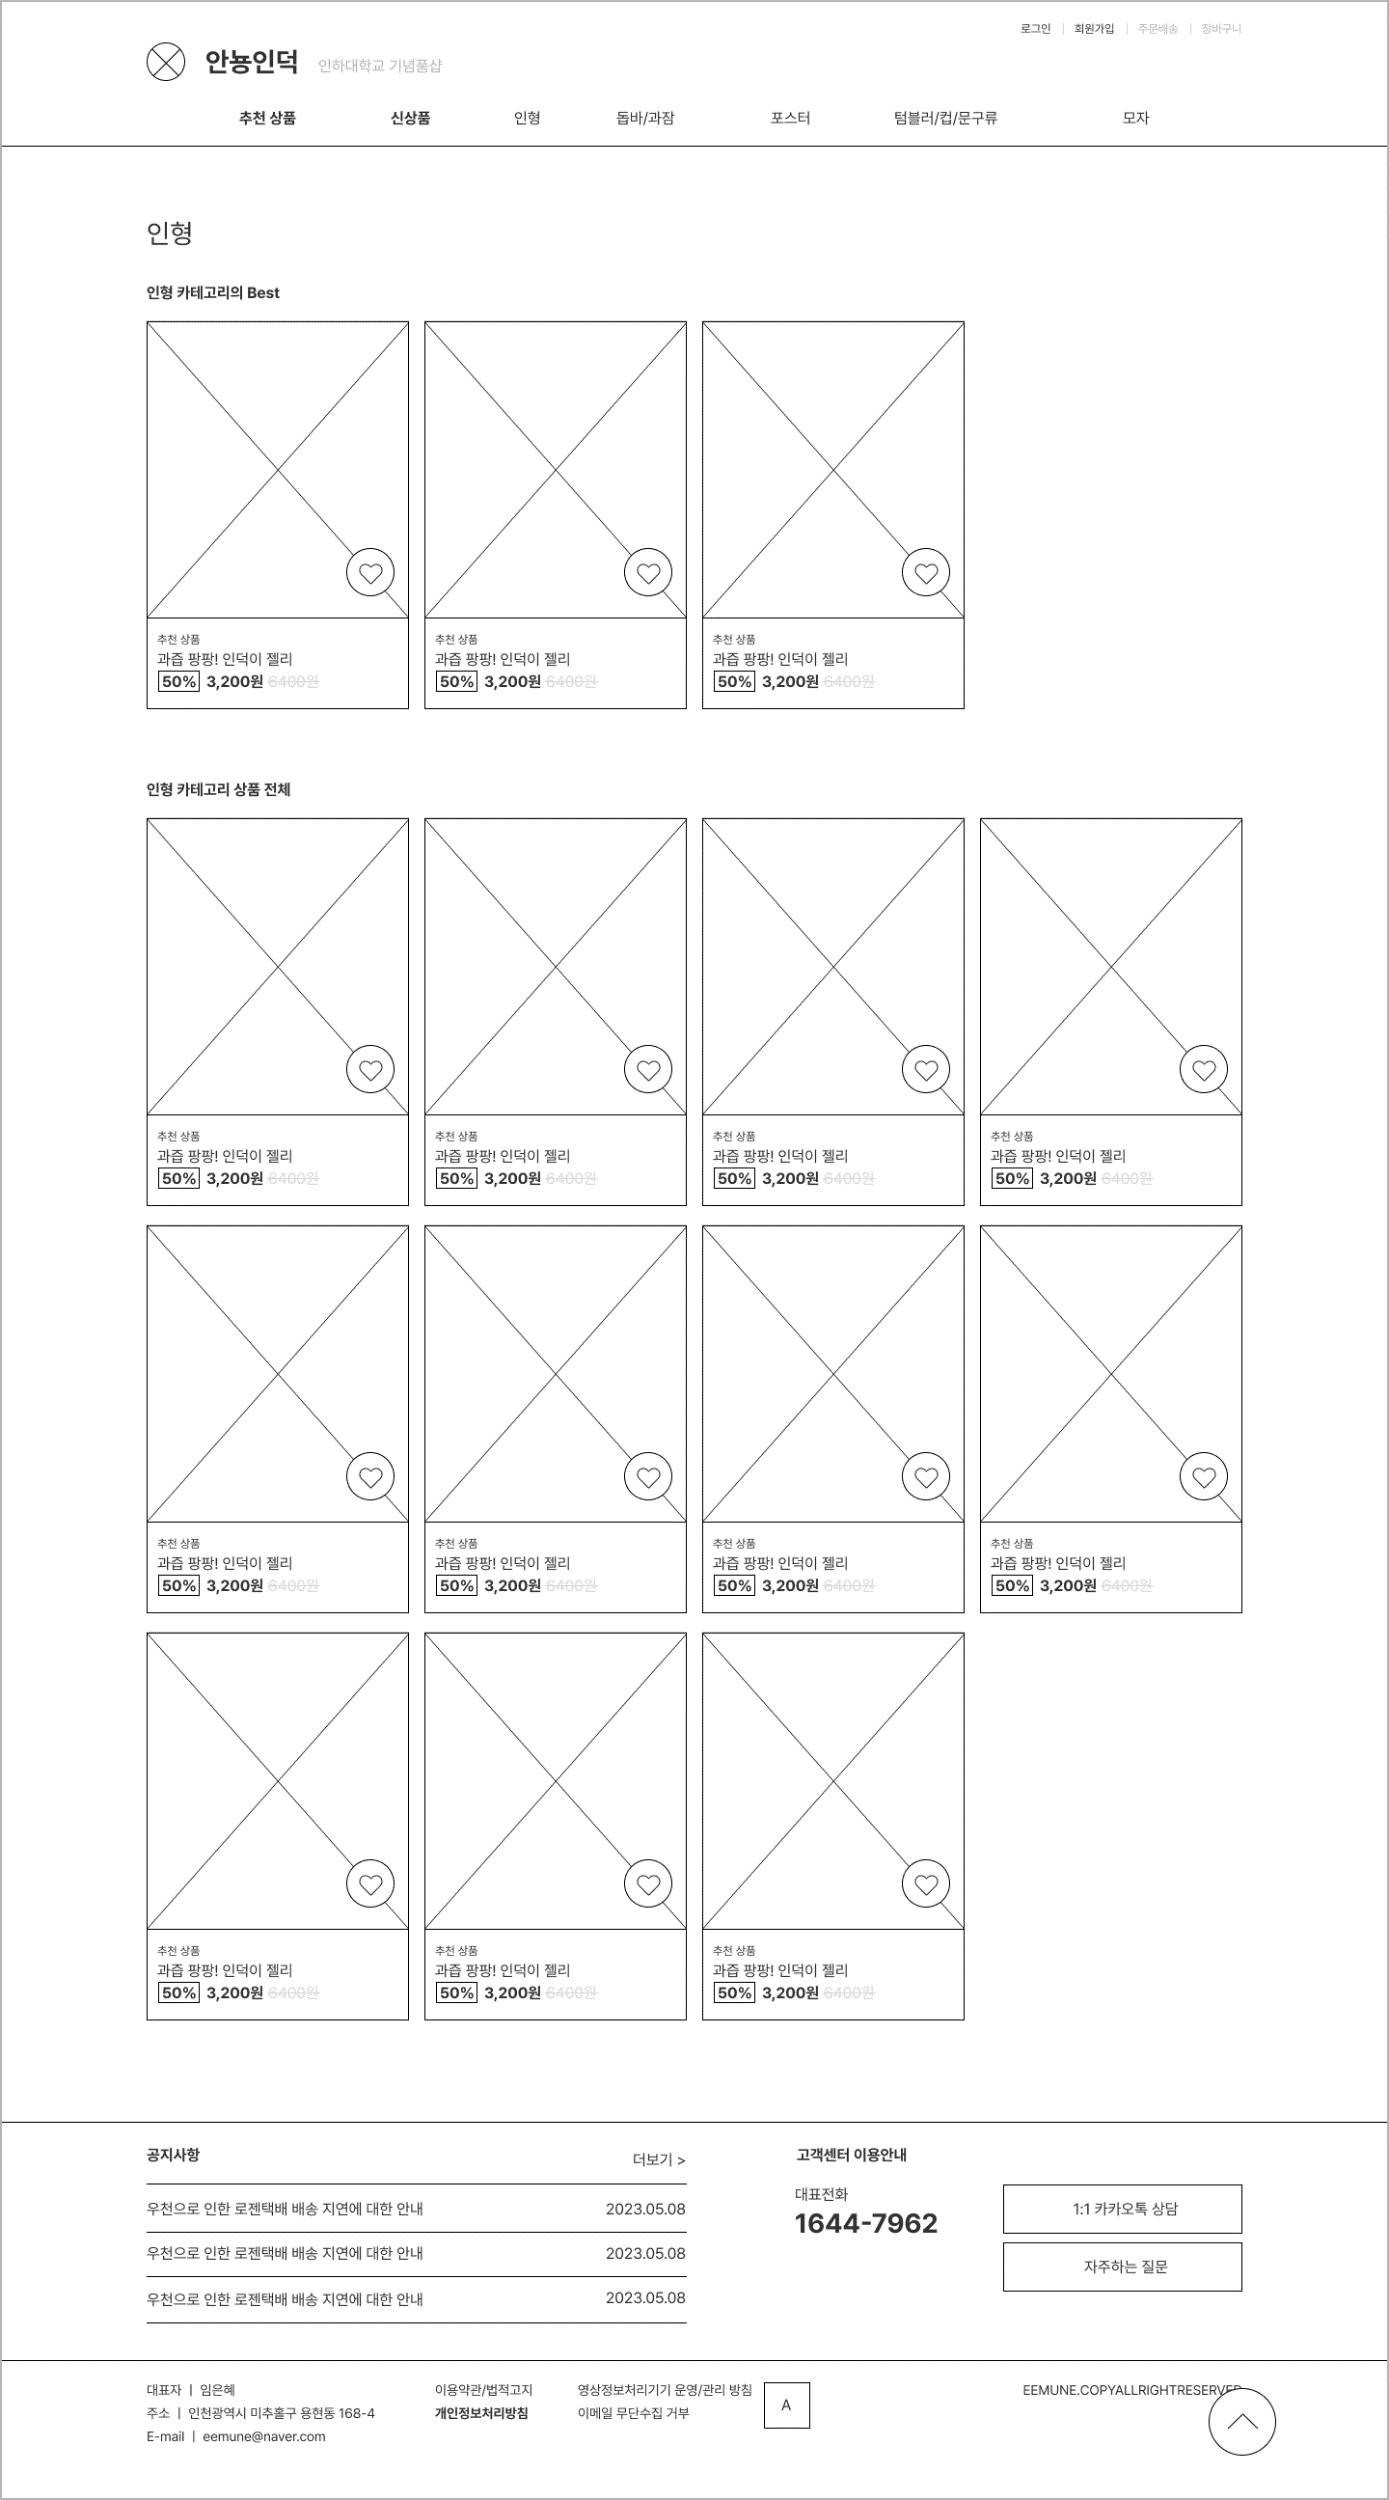 로그인 | 회원가입 | 주문배송 | 장바구니
안뇽인덕 인하대학교 기념품샵
추천 상품 신상품 인형 돕바/과잠 포스터 텀블러/컵/문구류 모자
인형
인형 카테고리의 Best
추천 상품 추천 상품 추천 상품
과즙 팡팡! 인덕이 젤리 과즙 팡팡! 인덕이 젤리 과즙 팡팡! 인덕이 젤리
50% 3,200원 6400원 50% 3,200원 6400원 50% 3,200원 6400원
인형 카테고리 상품 전체
추천 상품 추천 상품 추천 상품 추천 상품
과즙 팡팡! 인덕이 젤리 과즙 팡팡! 인덕이 젤리 과즙 팡팡! 인덕이 젤리 과즙 팡팡! 인덕이 젤리
50% 3,200원 6400원 50% 3,200원 6400원 50% 3,200원 6400원 50% 3,200원 6400원
추천 상품 추천 상품 추천 상품 추천 상품
과즙 팡팡! 인덕이 젤리 과즙 팡팡! 인덕이 젤리 과즙 팡팡! 인덕이 젤리 과즙 팡팡! 인덕이 젤리
50% 3,200원 6400원 50% 3,200원 6400원 50% 3,200원 6400원 50% 3,200원 6400원
추천 상품 추천 상품 추천 상품
과즙 팡팡! 인덕이 젤리 과즙 팡팡! 인덕이 젤리 과즙 팡팡! 인덕이 젤리
50% 3,200원 6400원 50% 3,200원 6400원 50% 3,200원 6400원
공지사항 더보기 >
우천으로 인한 로젠택배 배송 지연에 대한 안내 2023.05.08
우천으로 인한 로젠택배 배송 지연에 대한 안내 2023.05.08
우천으로 인한 로젠택배 배송 지연에 대한 안내 2023.05.08
고객센터 이용안내
대표전화
1644-7962
1:1 카카오톡 상담
자주하는 질문
대표자 | 임은혜
주소 | 인천광역시 미추홀구 용현동 168-4
E-mail | eemune@naver.com
이용약관/법적고지
개인정보처리방침
영상정보처리기기 운영/관리 방침
이메일 무단수집 거부
A
EEMUNE.COPYALLRIGHTRESERVED